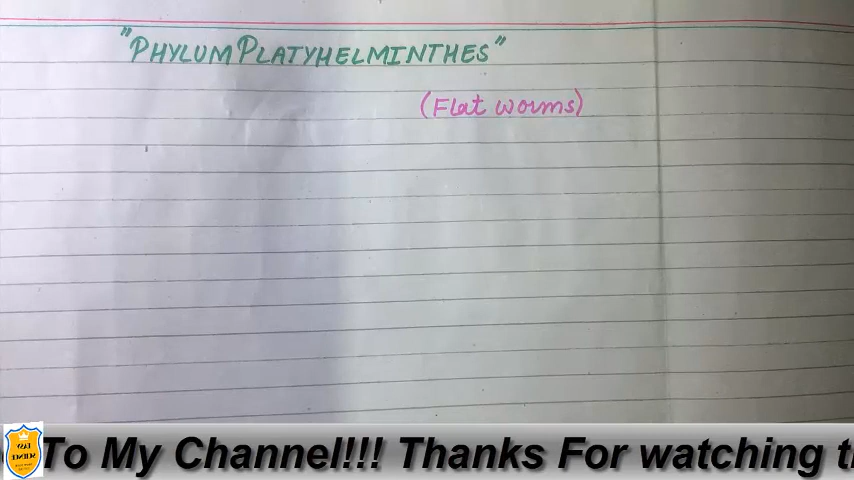 "PHYLUM PLATYHELMINTHES"
(Flat worms)
To My Channel!!! Thanks For watching